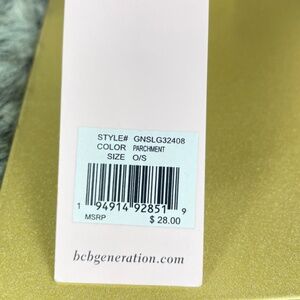 STYLE# GNSLG32408
COLOR PARCHMENT
SIZE O/S
1 94914 92851 9
MSRP $ 28.00
bcbgeneration.com